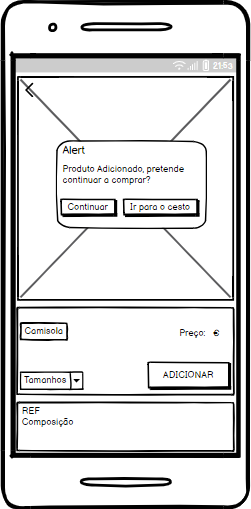 21:53
Alert
Produto Adicionado, pretende
continuar a comprar?
Continuar Ir para o cesto
Camisola
Preço: €
Tamanhos
ADICIONAR
REF
Composição